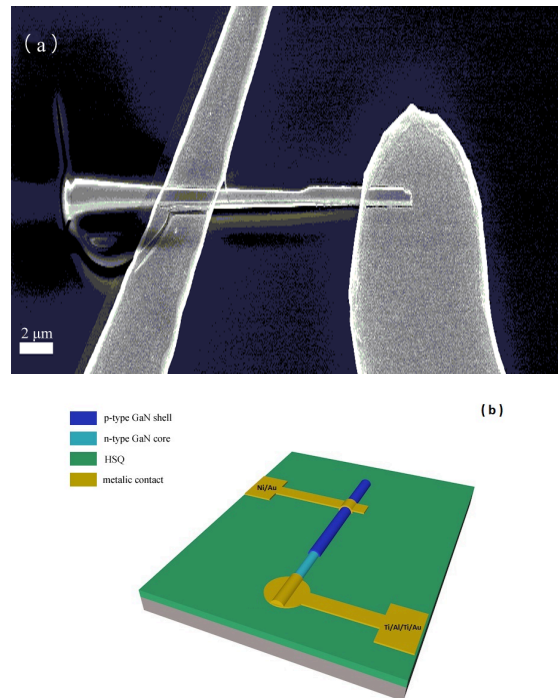 ( a )
2 μm
( b )
p-type GaN shell
n-type GaN core
HSQ
metalic contact
Ni/Au
Ti/Al/Ti/Au